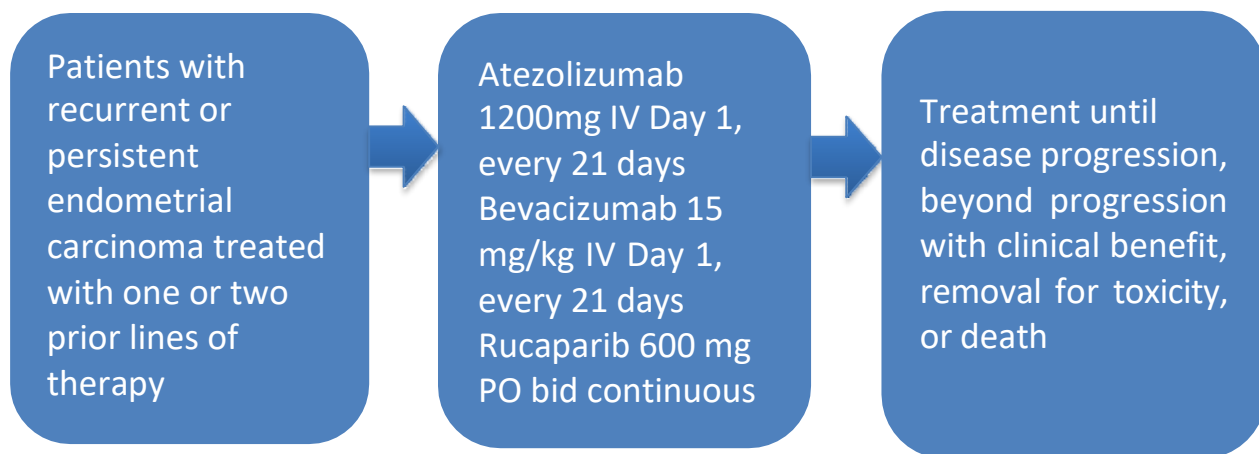 Patients with
recurrent or
persistent
endometrial
carcinoma treated
with one or two
prior lines of
therapy
Atezolizumab
1200mg IV Day 1,
every 21 days
Bevacizumab 15
mg/kg IV Day 1,
every 21 days
Rucaparib 600 mg
PO bid continuous
Treatment until
disease progression,
beyond progression
with clinical benefit,
removal for toxicity,
or death